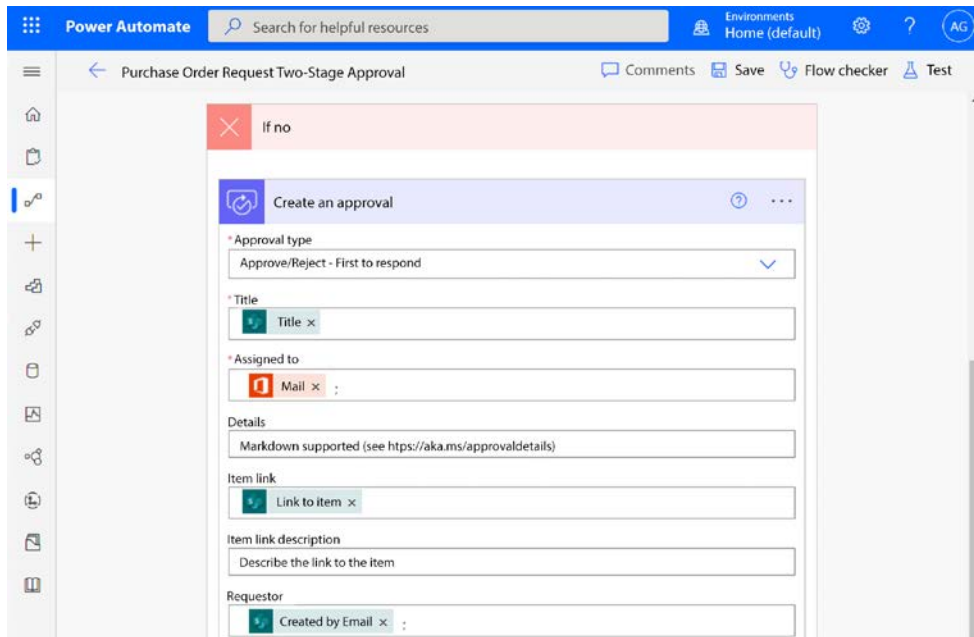 Power Automate
Search for helpful resources
Environments
Home (default)
?
AG
Purchase Order Request Two-Stage Approval
Comments
Save
Flow checker
Test
If no
Create an approval
?
...
* Approval type
Approve/Reject - First to respond
* Title
Title ×
* Assigned to
Mail × ;
Details
Markdown supported (see htps://aka.ms/approvaldetails)
Item link
Link to item ×
Item link description
Describe the link to the item
Requestor
Created by Email × ;